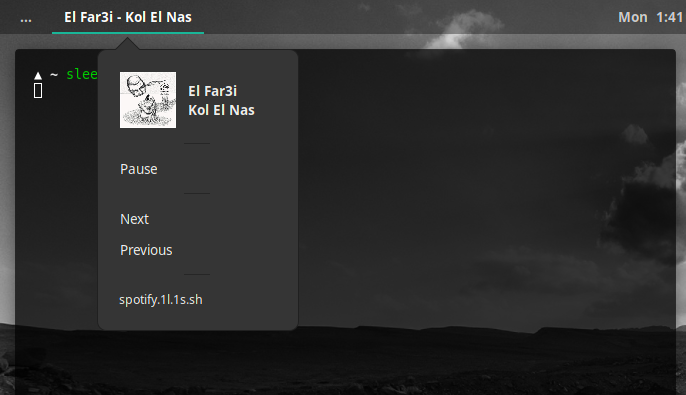 ...
El Far3i - Kol El Nas
Mon 1:41
▲ ~ slee
El Far3i
Kol El Nas
Pause
Next
Previous
spotify.1l.1s.sh